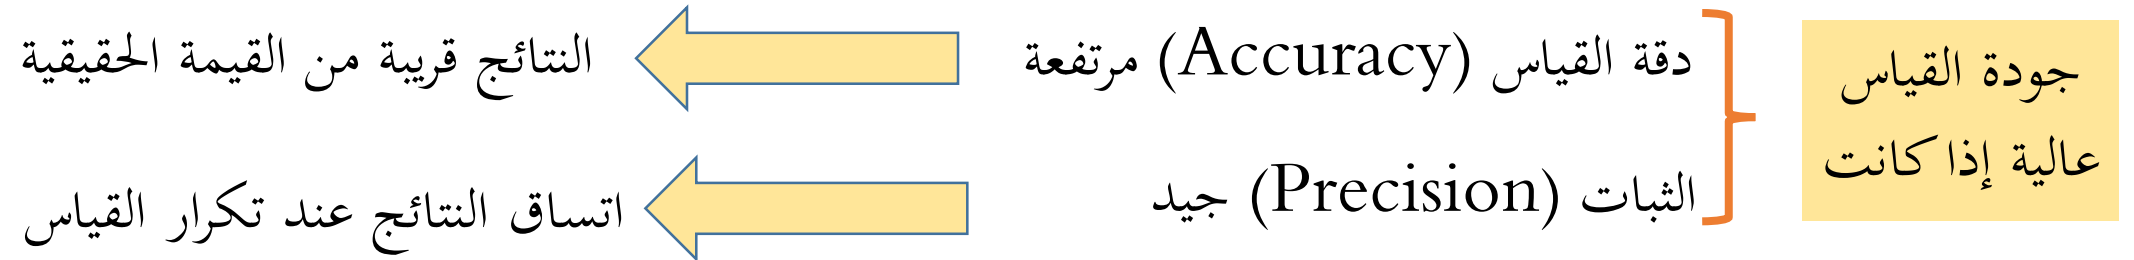 جودة القياس
عالية إذا كانت
دقة القياس (Accuracy) مرتفعة
النتائج قريبة من القيمة الحقيقية
الثبات (Precision) جيد
اتساق النتائج عند تكرار القياس